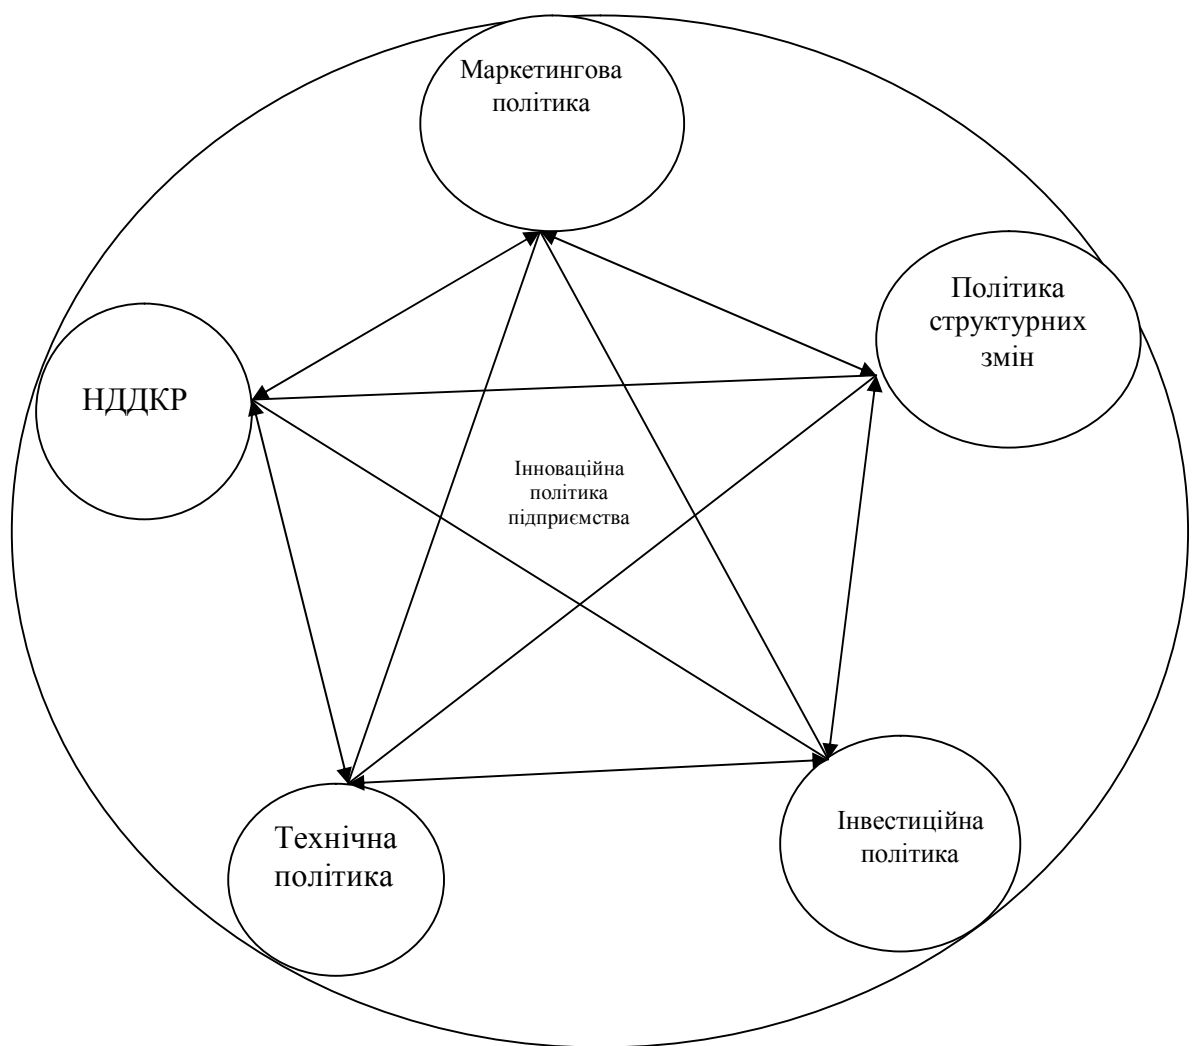 Маркетингова
політика
Політика
структурних
змін
НДДКР
Інноваційна
політика
підприємства
Технічна
політика
Інвестиційна
політика